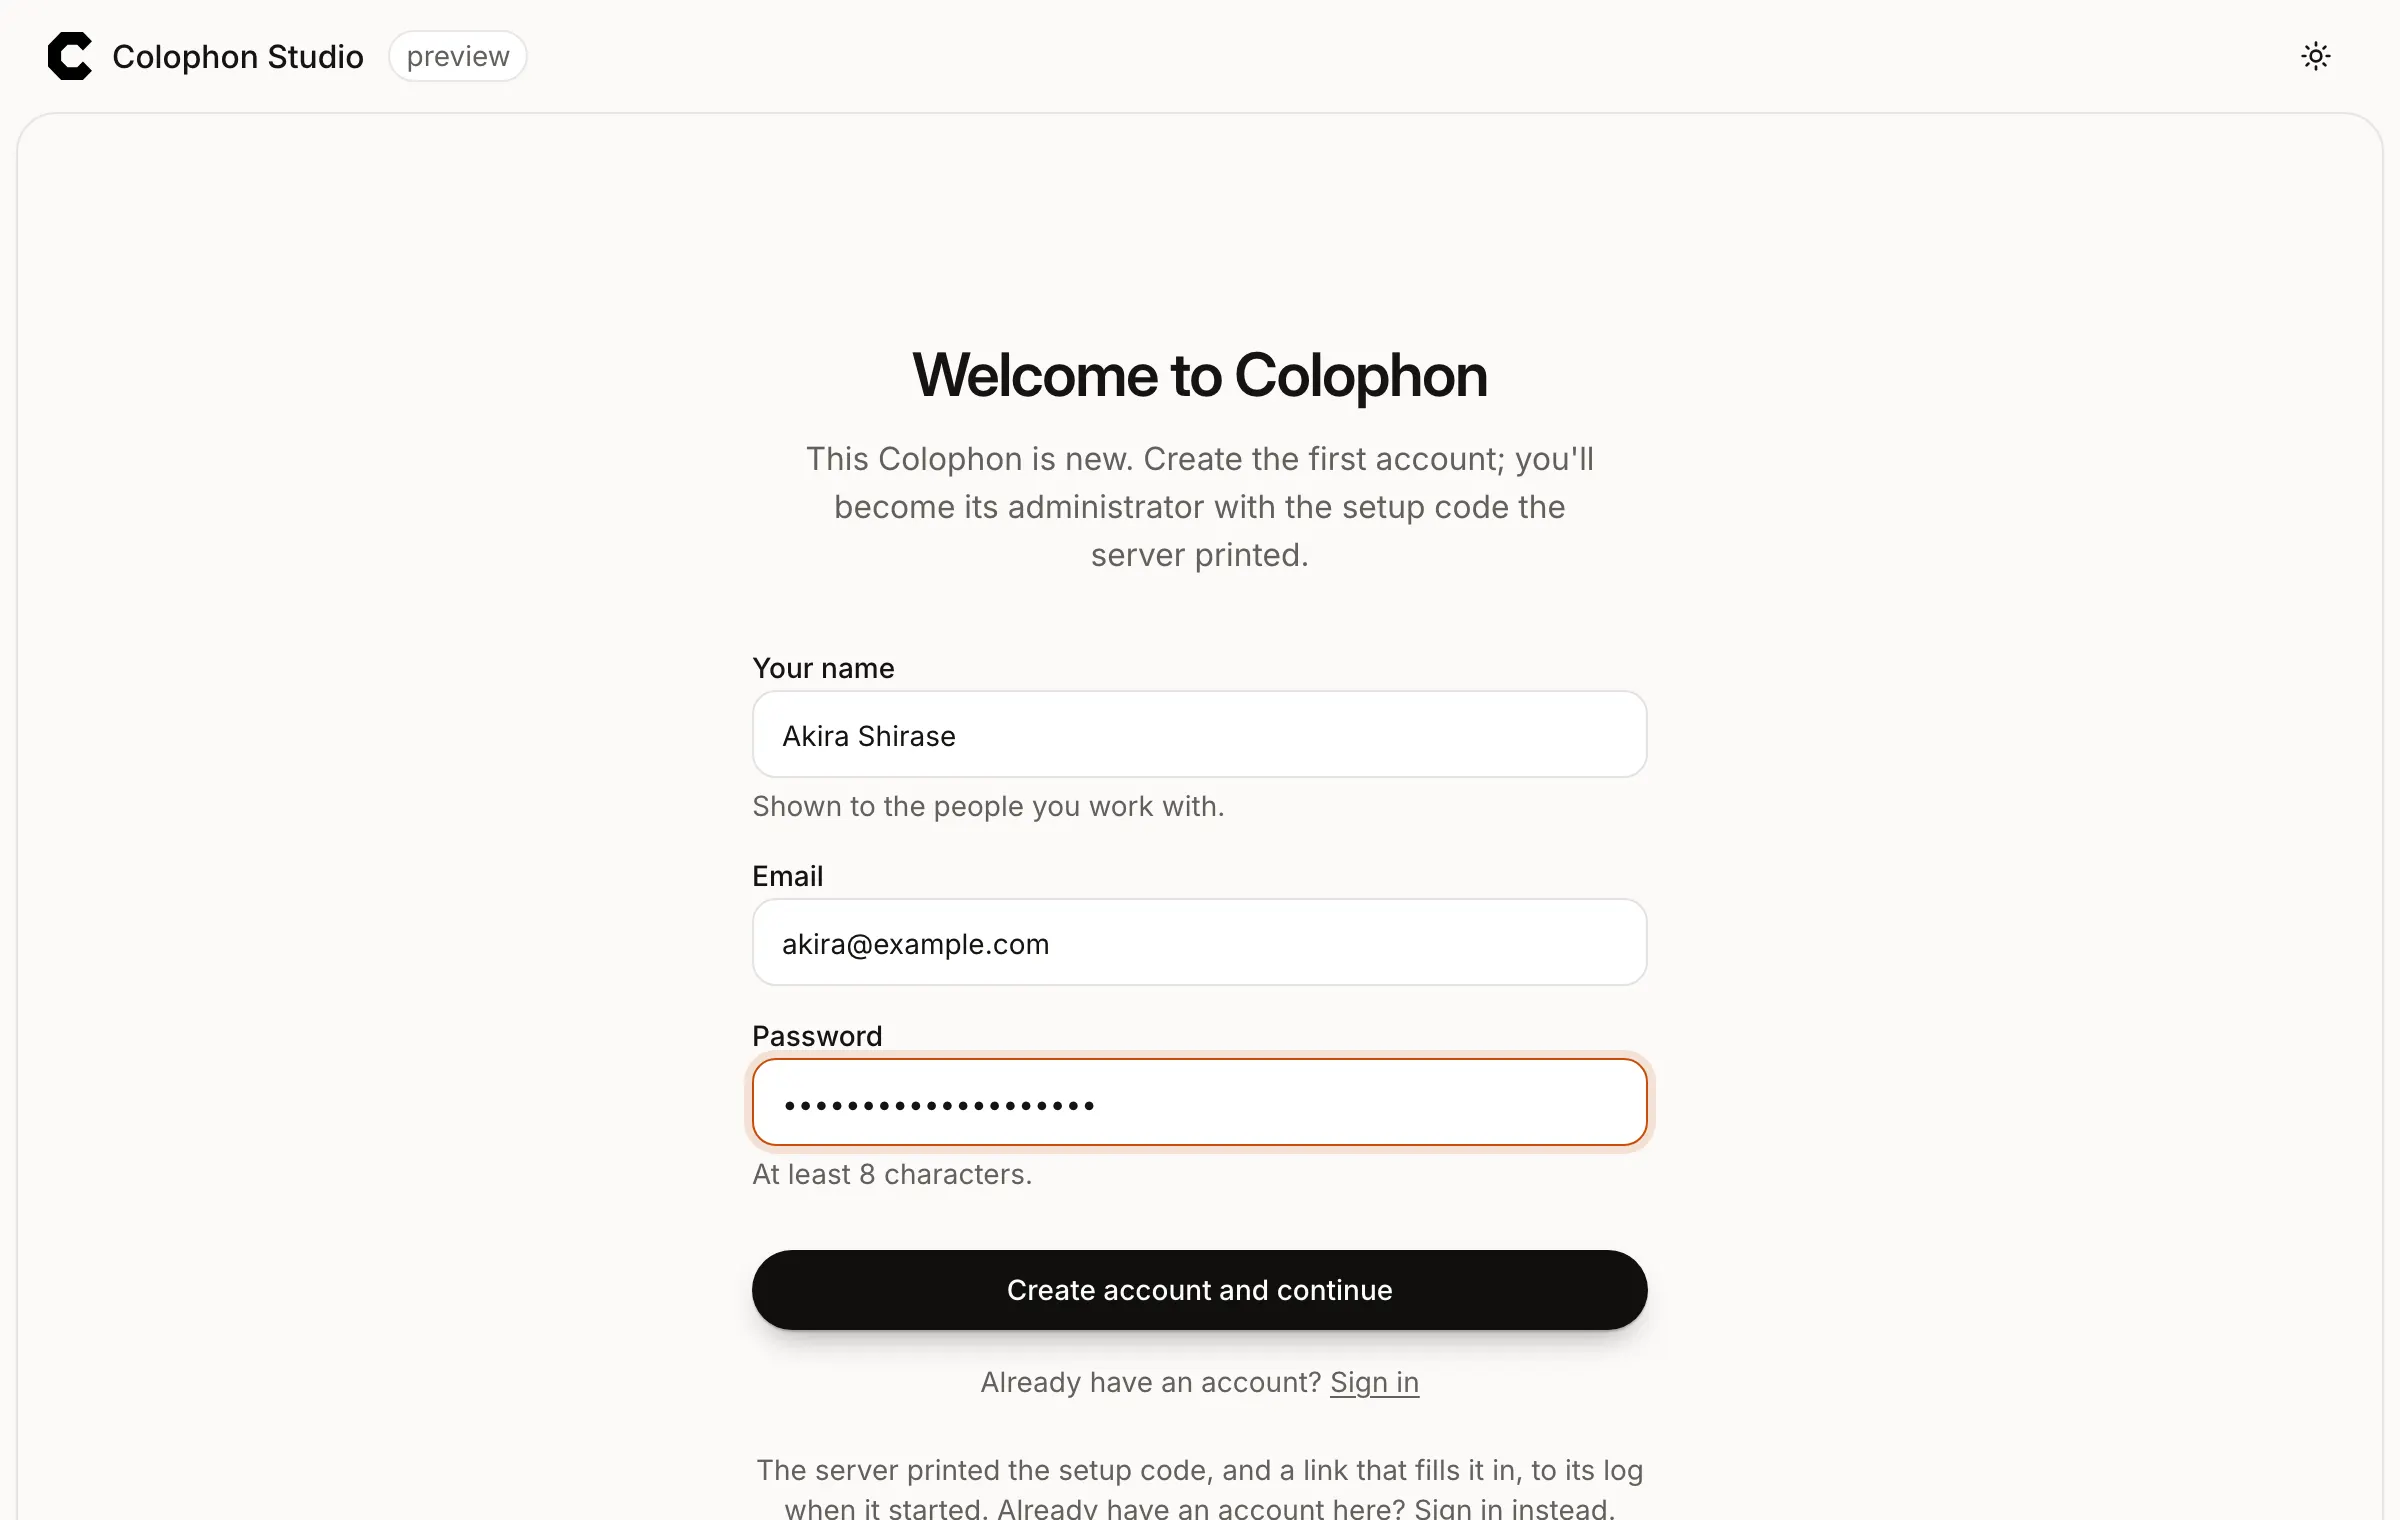 Colophon Studio preview
Welcome to Colophon
This Colophon is new. Create the first account; you'll
become its administrator with the setup code the
server printed.
Your name
Akira Shirase
Shown to the people you work with.
Email
akira@example.com
Password
••••••••••••••••••••
At least 8 characters.
Create account and continue
Already have an account? Sign in
The server printed the setup code, and a link that fills it in, to its log
when it started. Already have an account here? Sign in instead.